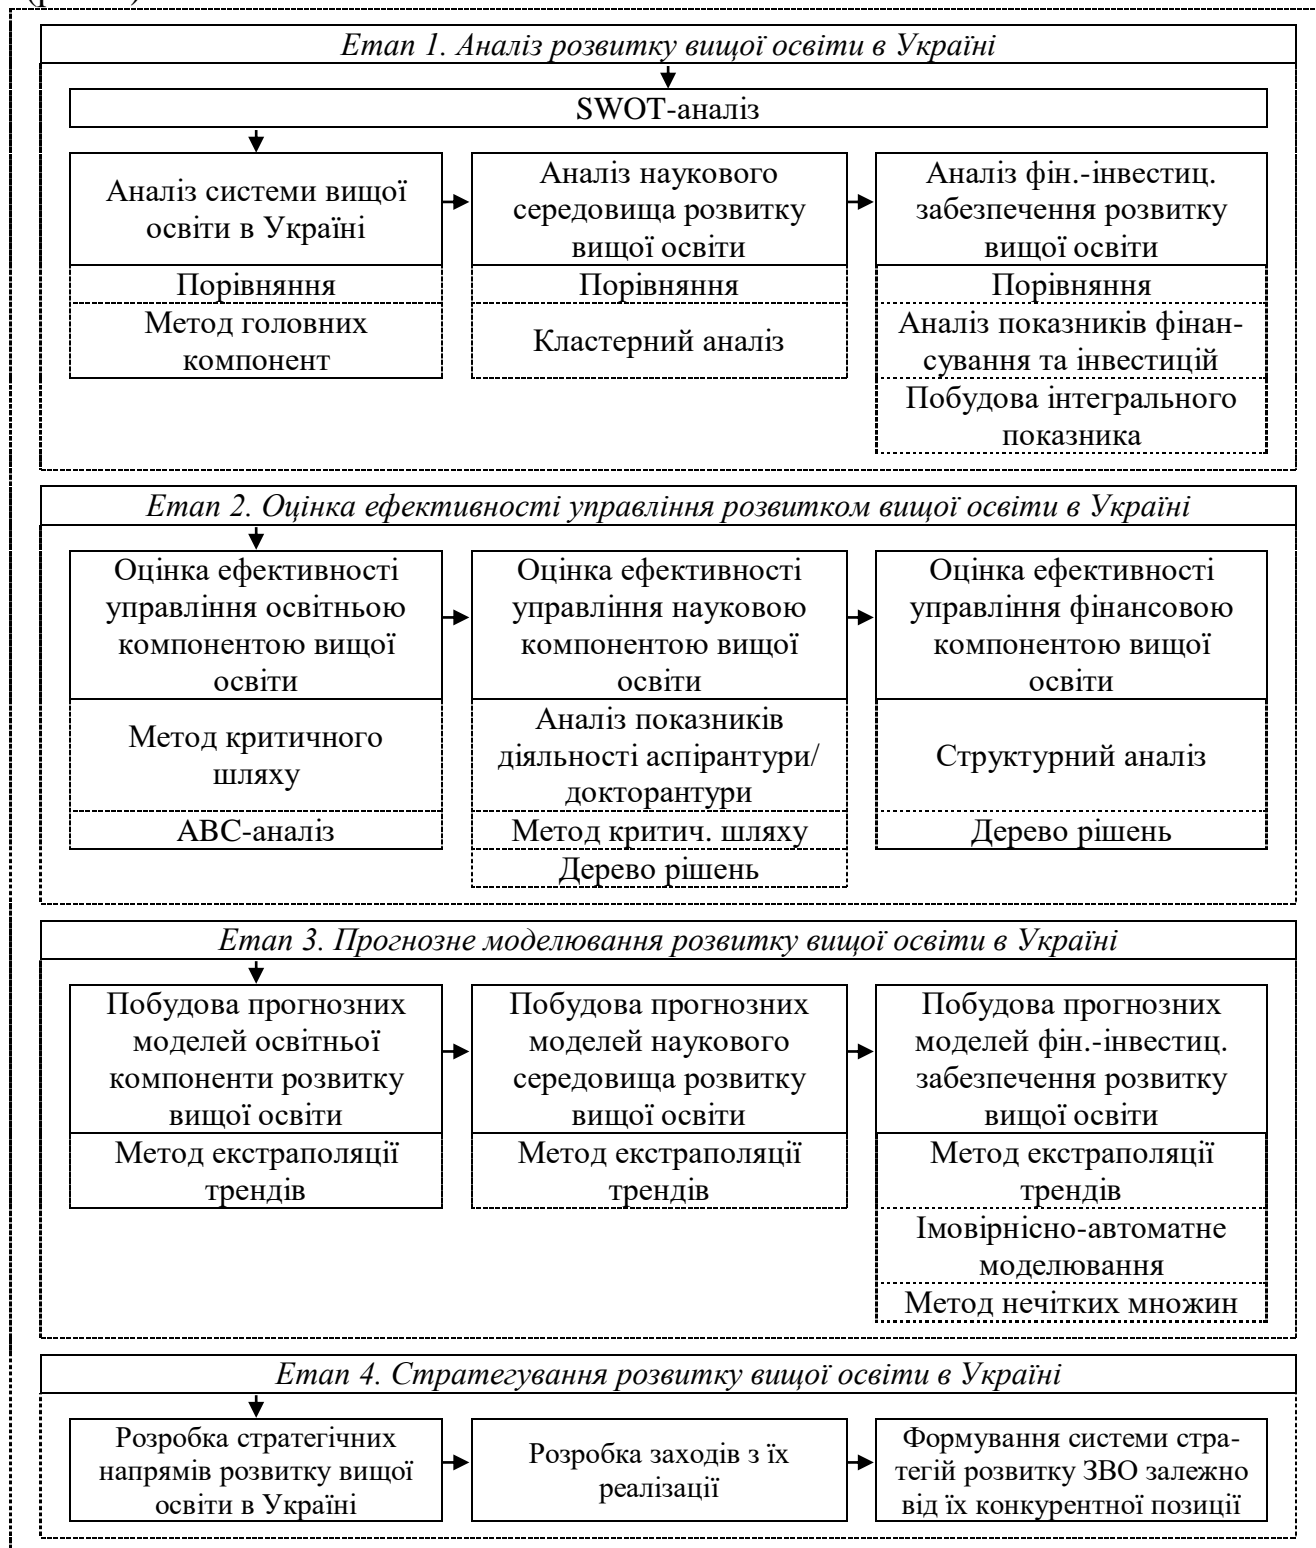 Етап 1. Аналіз розвитку вищої освіти в Україні
SWOT-аналіз
Аналіз системи вищої
освіти в Україні
Порівняння
Метод головних
компонент
Аналіз наукового
середовища розвитку
вищої освіти
Порівняння
Кластерний аналіз
Аналіз фін.-інвестиц.
забезпечення розвитку
вищої освіти
Порівняння
Аналіз показників фінан-
сування та інвестицій
Побудова інтегрального
показника
Етап 2. Оцінка ефективності управління розвитком вищої освіти в Україні
Оцінка ефективності
управління освітньою
компонентою вищої
освіти
Метод критичного
шляху
АВС-аналіз
Оцінка ефективності
управління науковою
компонентою вищої
освіти
Аналіз показників
діяльності аспірантури/
докторантури
Метод критич. шляху
Дерево рішень
Оцінка ефективності
управління фінансовою
компонентою вищої
освіти
Структурний аналіз
Дерево рішень
Етап 3. Прогнозне моделювання розвитку вищої освіти в Україні
Побудова прогнозних
моделей освітньої
компоненти розвитку
вищої освіти
Метод екстраполяції
трендів
Побудова прогнозних
моделей наукового
середовища розвитку
вищої освіти
Метод екстраполяції
трендів
Побудова прогнозних
моделей фін.-інвестиц.
забезпечення розвитку
вищої освіти
Метод екстраполяції
трендів
Імовірнісно-автоматне
моделювання
Метод нечітких множин
Етап 4. Стратегування розвитку вищої освіти в Україні
Розробка стратегічних
напрямів розвитку вищої
освіти в Україні
Розробка заходів з їх
реалізації
Формування системи стра-
тегій розвитку ЗВО залежно
від їх конкурентної позиції